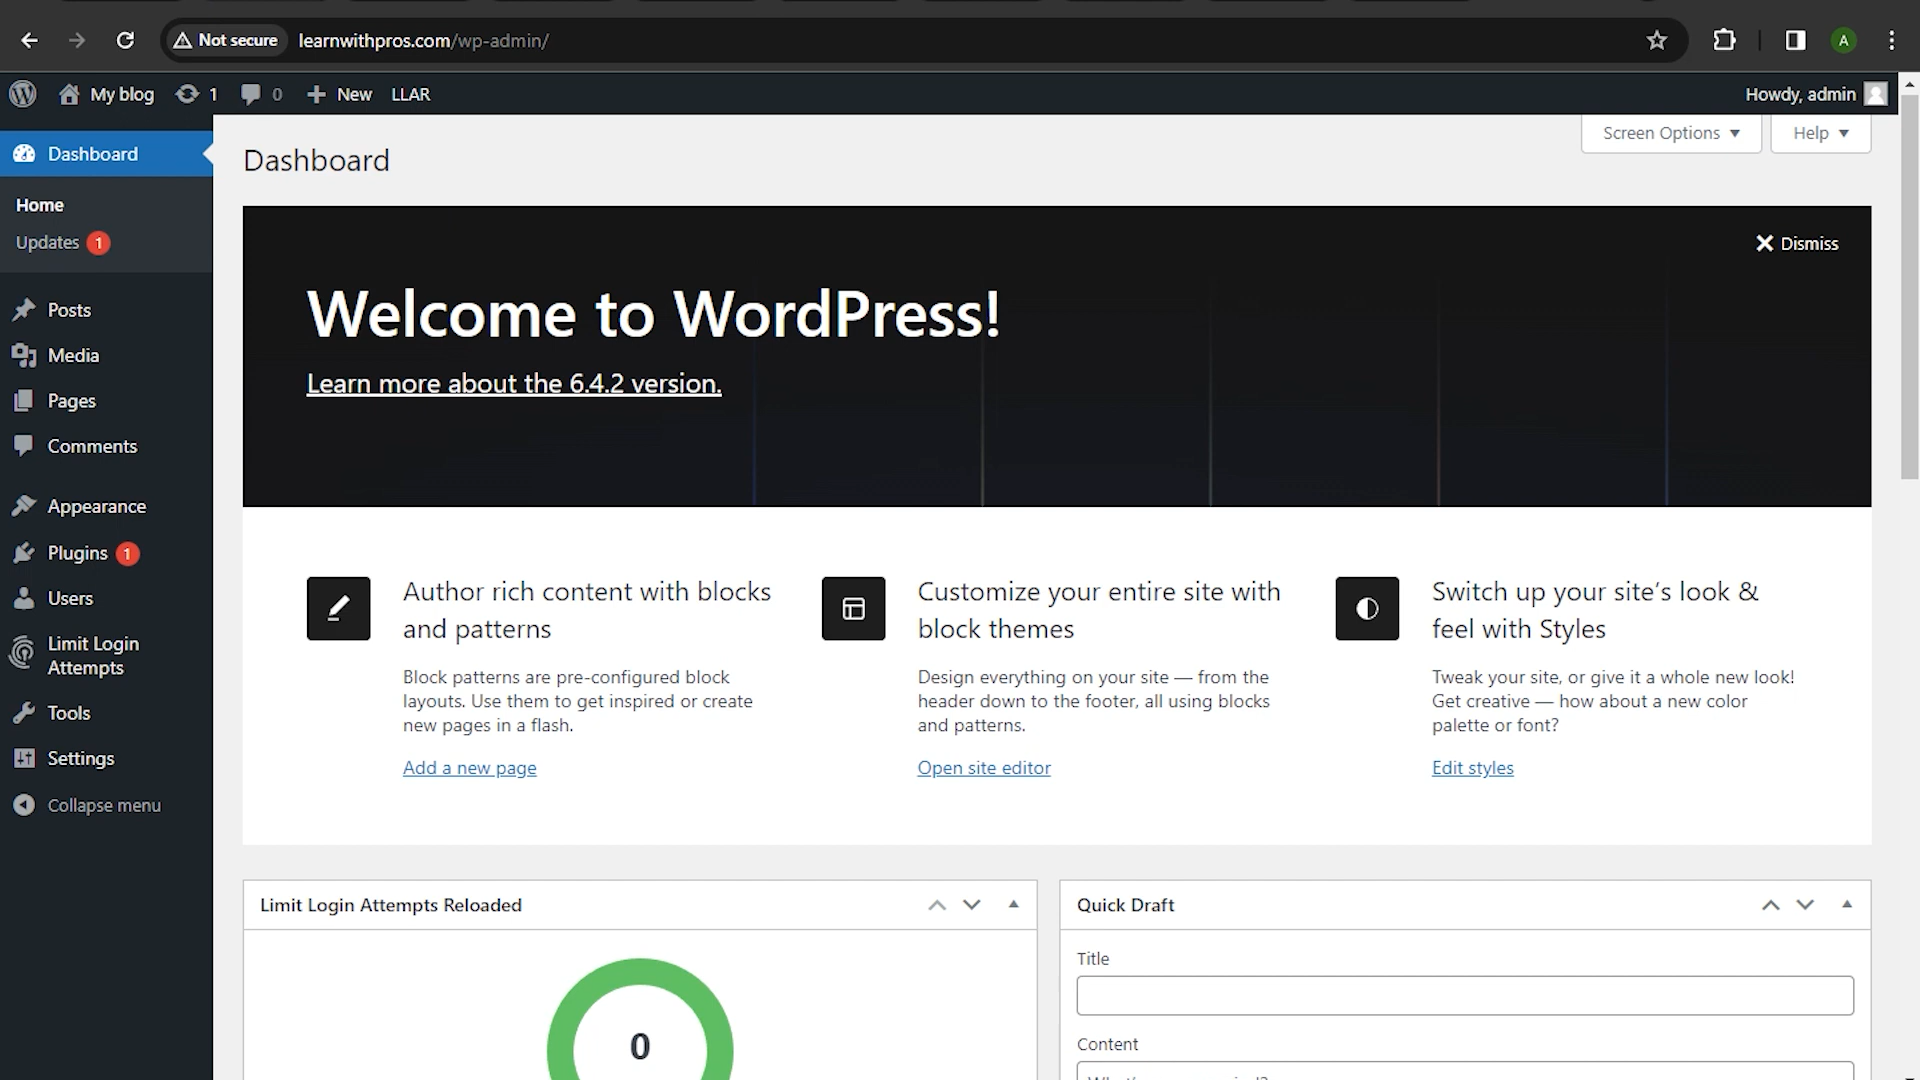 Not secure learnwithpros.com/wp-admin/ A
My blog 1 0 New LLAR Howdy, admin
Screen Options Help
Dashboard
Home
Updates 1
Posts
Media
Pages
Comments
Appearance
Plugins 1
Users
Limit Login
Attempts
Tools
Settings
Collapse menu
Dashboard
Dismiss
Welcome to WordPress!
Learn more about the 6.4.2 version.
Author rich content with blocks
and patterns
Block patterns are pre-configured block
layouts. Use them to get inspired or create
new pages in a flash.
Add a new page
Customize your entire site with
block themes
Design everything on your site — from the
header down to the footer, all using blocks
and patterns.
Open site editor
Switch up your site’s look &
feel with Styles
Tweak your site, or give it a whole new look!
Get creative — how about a new color
palette or font?
Edit styles
Limit Login Attempts Reloaded
0
Quick Draft
Title
Content